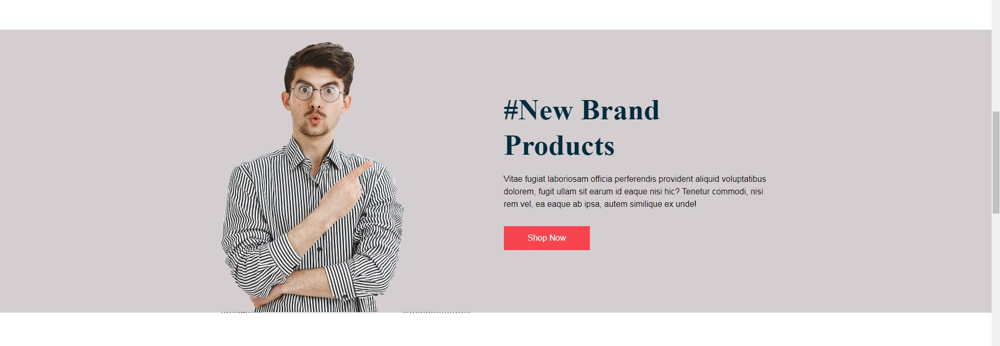 #New Brand
Products
Vitae fugiat laboriosam officia perferendis provident aliquid voluptatibus
dolorem, fugit ullam sit earum id eaque nisi hic? Tenetur commodi, nisi
rem vel, ea eaque ab ipsa, autem similique ex unde!
Shop Now